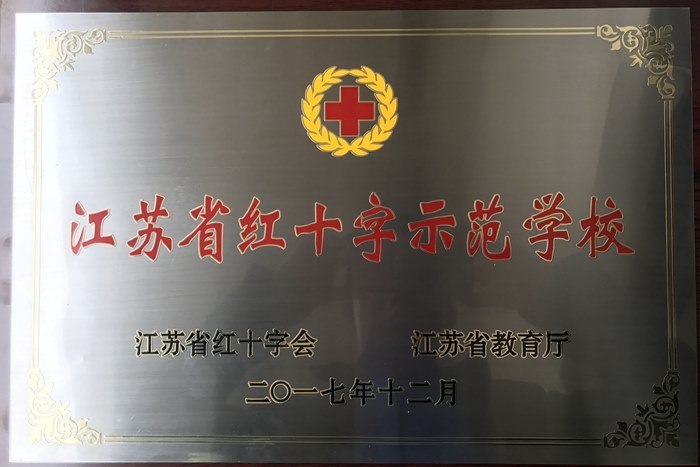 江苏省红十字示范学校
江苏省红十字会 江苏省教育厅
二〇一七年十二月